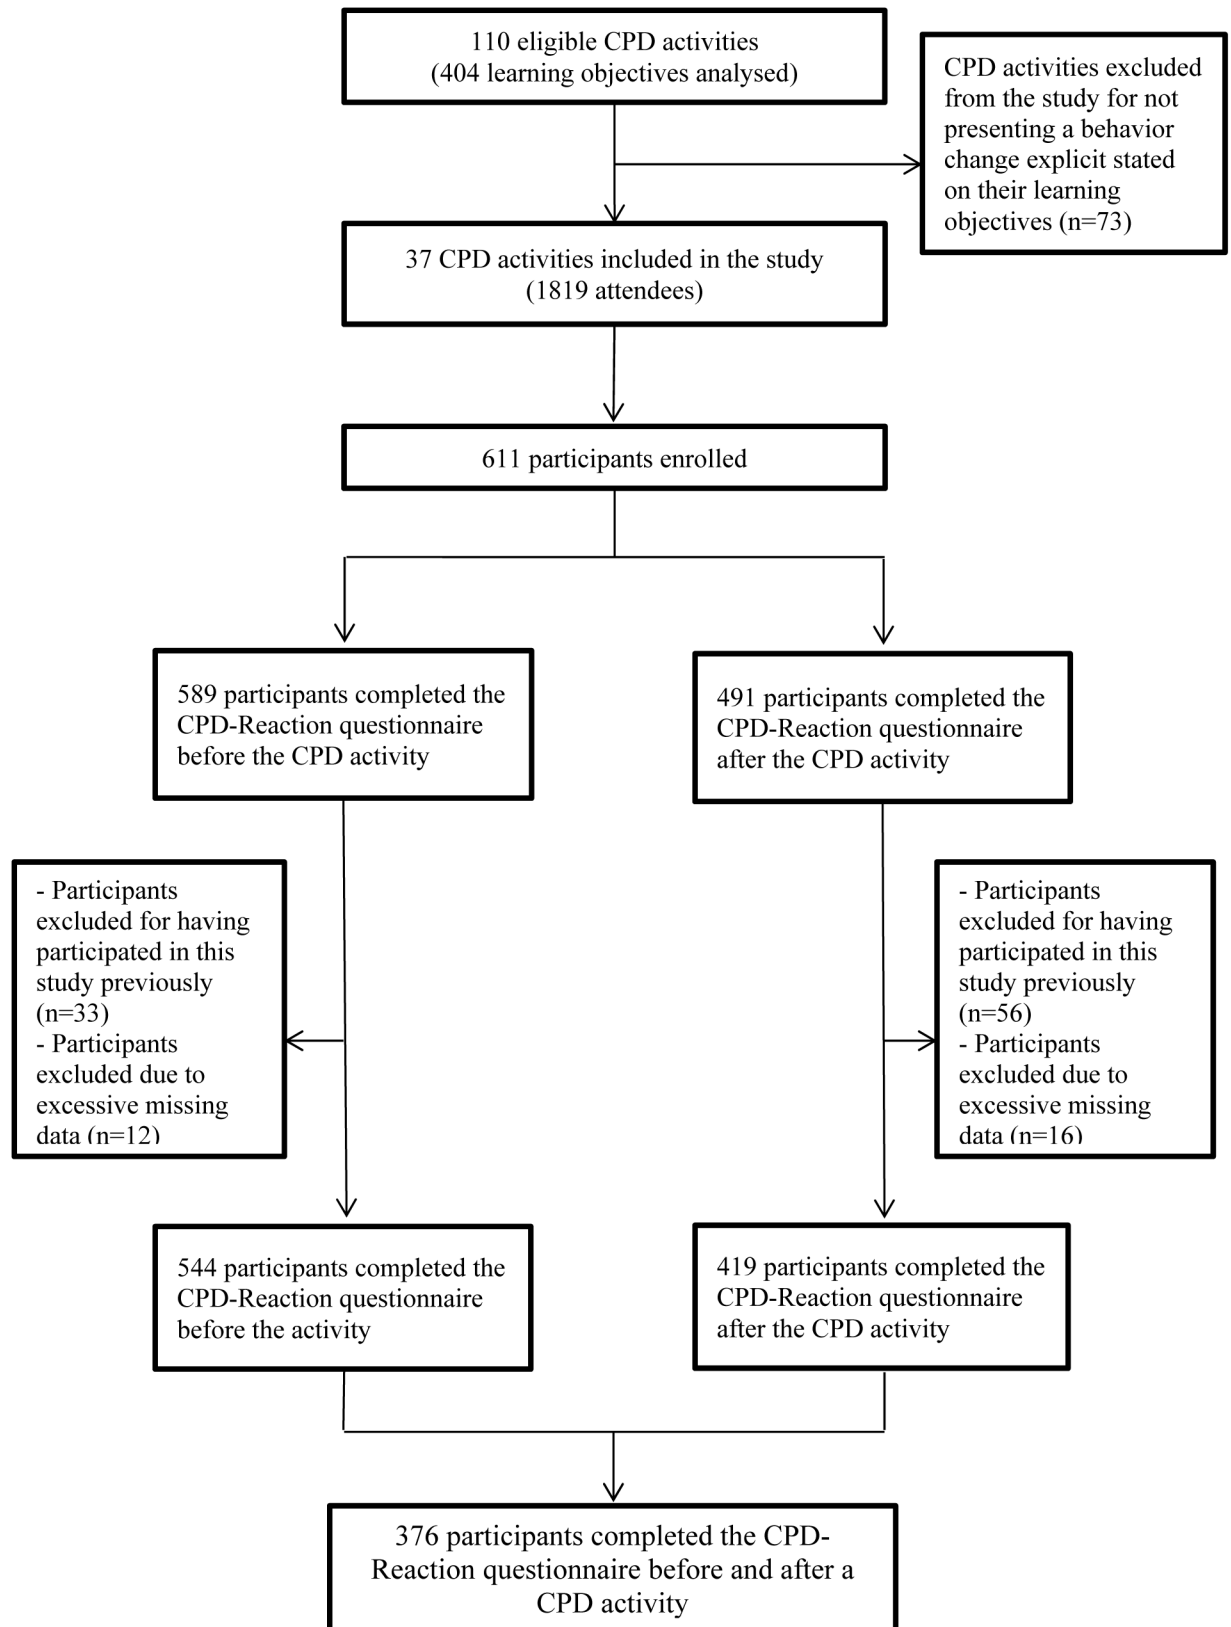 110 eligible CPD activities
(404 learning objectives analysed)
CPD activities excluded
from the study for not
presenting a behavior
change explicit stated
on their learning
objectives (n=73)
37 CPD activities included in the study
(1819 attendees)
611 participants enrolled
589 participants completed the
CPD-Reaction questionnaire
before the CPD activity
491 participants completed the
CPD-Reaction questionnaire
after the CPD activity
- Participants
excluded for having
participated in this
study previously
(n=33)
- Participants
excluded due to
excessive missing
data (n=12)
- Participants
excluded for having
participated in this
study previously
(n=56)
- Participants
excluded due to
excessive missing
data (n=16)
544 participants completed the
CPD-Reaction questionnaire
before the activity
419 participants completed the
CPD-Reaction questionnaire
after the CPD activity
376 participants completed the CPD-
Reaction questionnaire before and after a
CPD activity